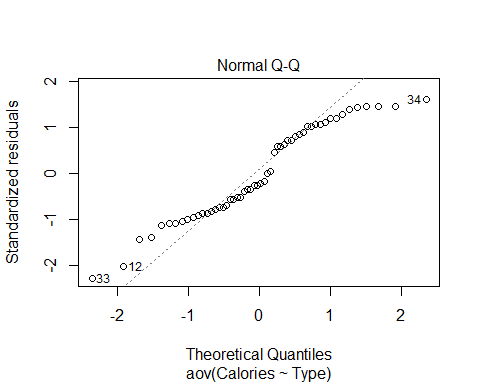 Normal Q-Q
Standardized residuals
2
1
0
-1
-2
34
12
33
-2 -1 0 1 2
Theoretical Quantiles
aov(Calories ~ Type)